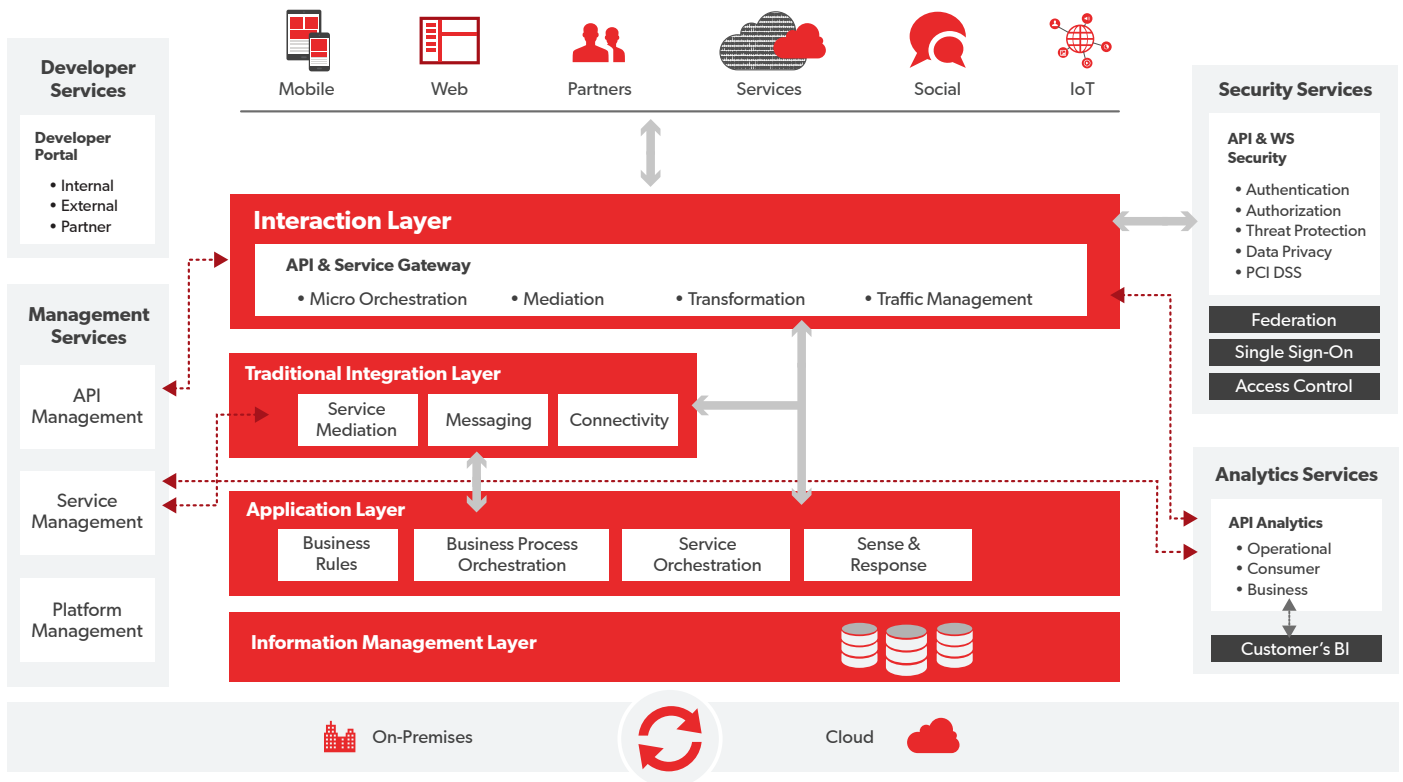 Mobile
Web
Partners
Services
Social
IoT
Developer
Services
Developer
Portal
• Internal
• External
• Partner
Management
Services
API
Management
Service
Management
Platform
Management
Interaction Layer
API & Service Gateway
• Micro Orchestration
• Mediation
• Transformation
• Traffic Management
Traditional Integration Layer
Service
Mediation
Messaging
Connectivity
Application Layer
Business
Rules
Business Process
Orchestration
Service
Orchestration
Sense &
Response
Information Management Layer
Security Services
API & WS
Security
• Authentication
• Authorization
• Threat Protection
• Data Privacy
• PCI DSS
Federation
Single Sign-On
Access Control
Analytics Services
API Analytics
• Operational
• Consumer
• Business
Customer’s BI
On-Premises
Cloud